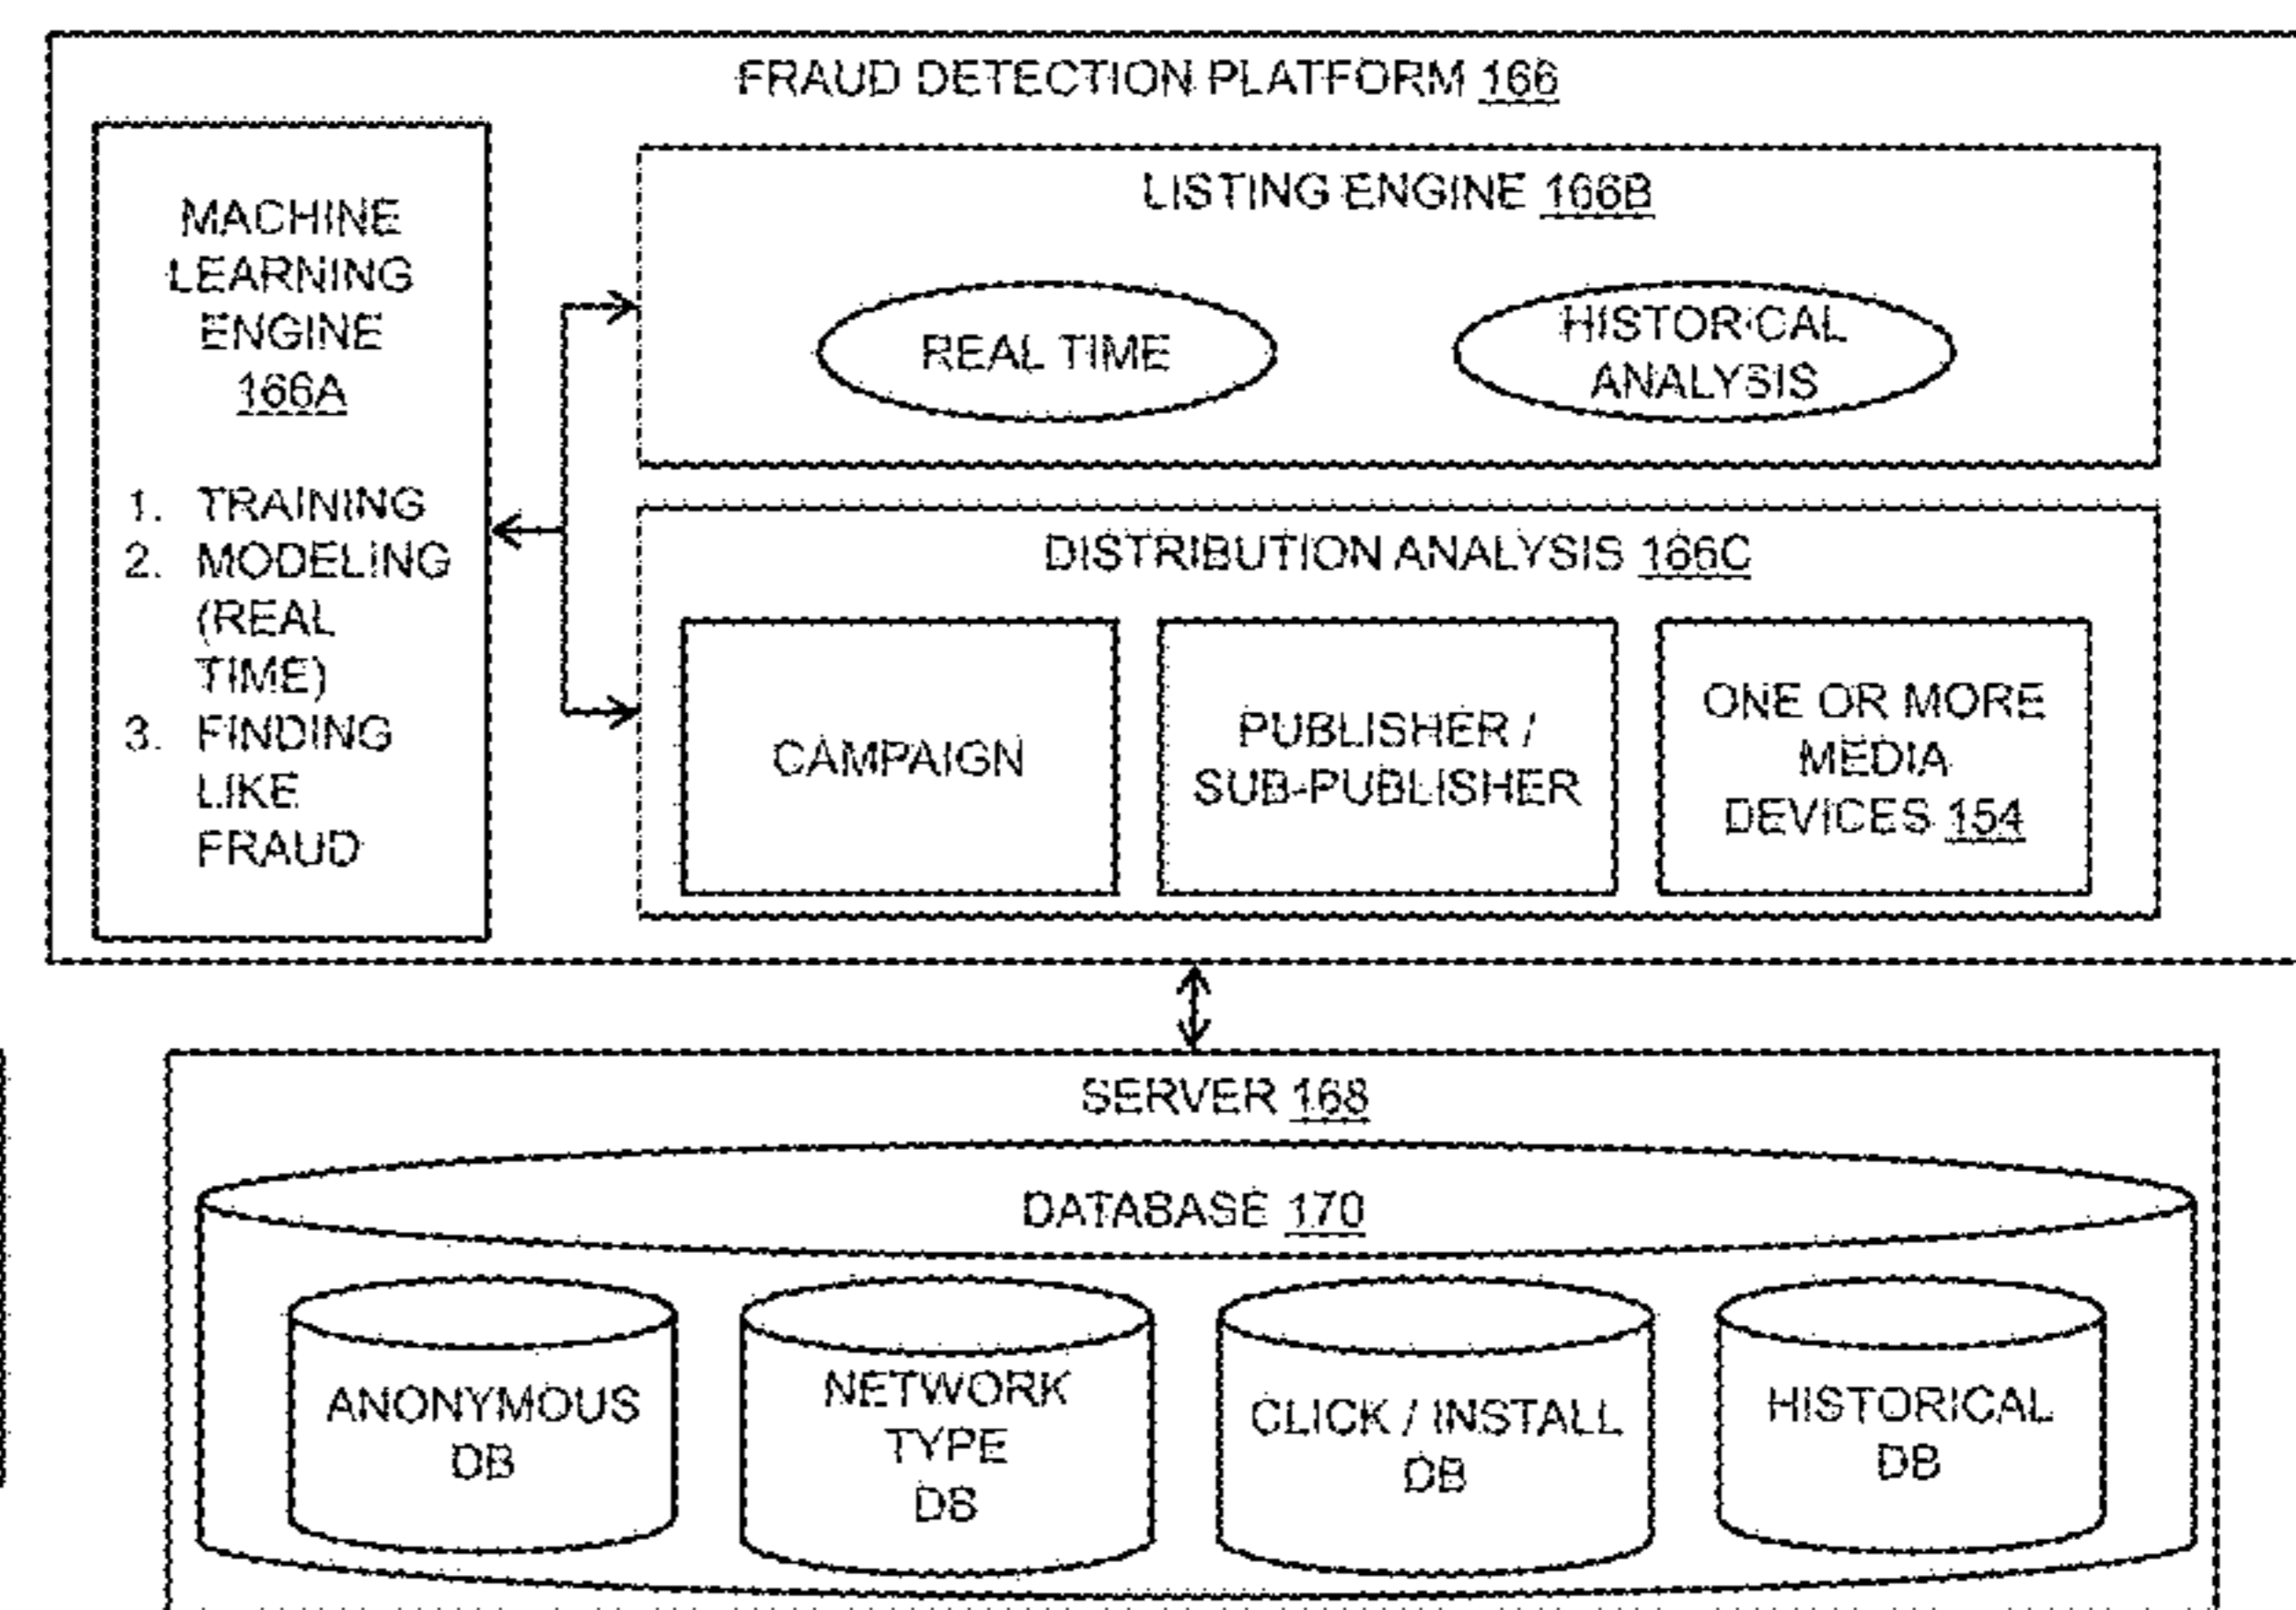 FRAUD DETECTION PLATFORM 166
MACHINE
LEARNING
ENGINE
166A
1. TRAINING
2. MODELING
(REAL
TIME)
3. FINDING
LIKE
FRAUD
LISTING ENGINE 166B
REAL TIME
HISTORICAL
ANALYSIS
DISTRIBUTION ANALYSIS 166C
CAMPAIGN
PUBLISHER /
SUB-PUBLISHER
ONE OR MORE
MEDIA
DEVICES 154
SERVER 168
DATABASE 170
ANONYMOUS
DB
NETWORK
TYPE
DB
CLICK / INSTALL
DB
HISTORICAL
DB